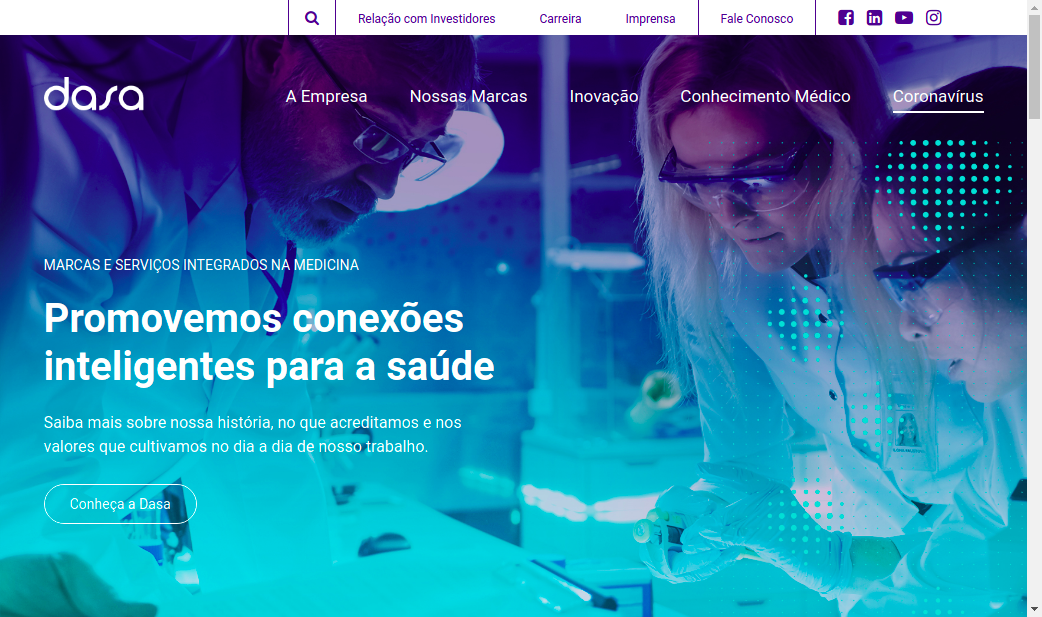 Relação com Investidores
Carreira
Imprensa
Fale Conosco
dasa
A Empresa
Nossas Marcas
Inovação
Conhecimento Médico
Coronavírus
MARCAS E SERVIÇOS INTEGRADOS NA MEDICINA
Promovemos conexões
inteligentes para a saúde
Saiba mais sobre nossa história, no que acreditamos e nos
valores que cultivamos no dia a dia de nosso trabalho.
Conheça a Dasa